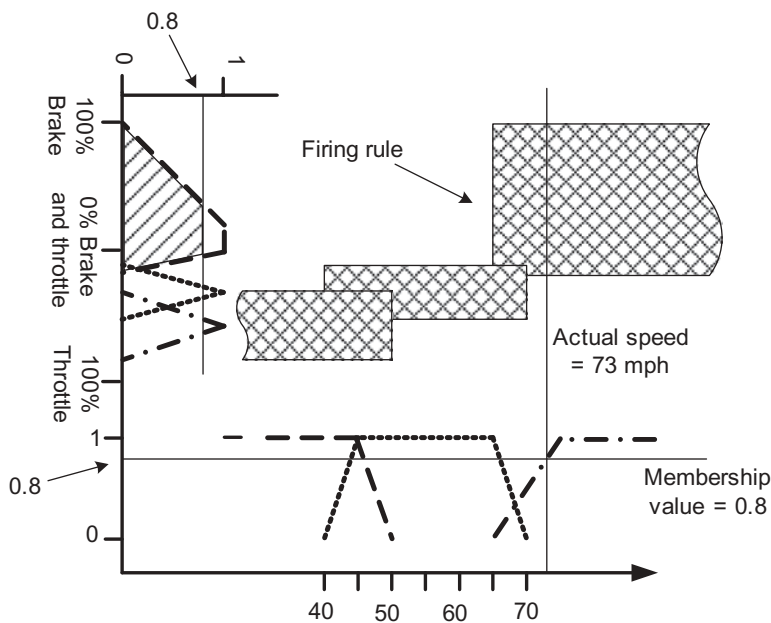 0.8
0
1
100%
Brake
0% Brake
and throttle
100%
Throttle
Firing rule
Actual speed
= 73 mph
1
0.8
0
Membership
value = 0.8
40
50
60
70